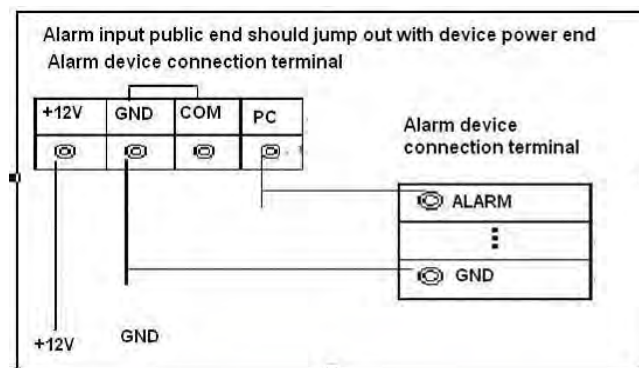 Alarm input public end should jump out with device power end
Alarm device connection terminal
+12V GND COM PC
Alarm device
connection terminal
ALARM
GND
+12V GND